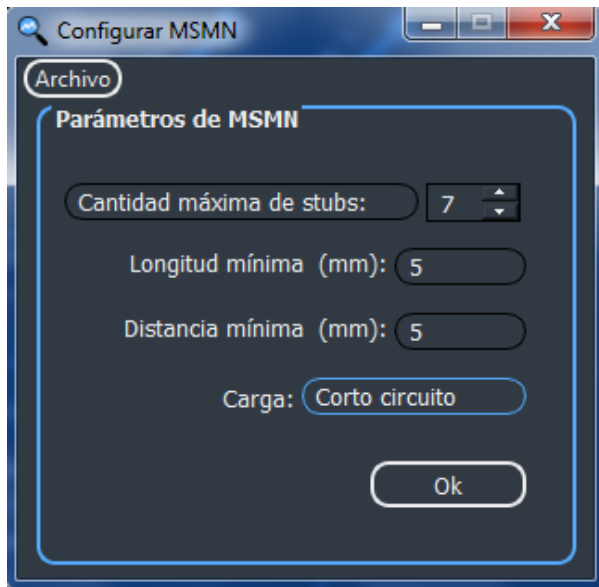 Configurar MSMN
Archivo
Parámetros de MSMN
Cantidad máxima de stubs: 7
Longitud mínima (mm): 5
Distancia mínima (mm): 5
Carga: Corto circuito
Ok